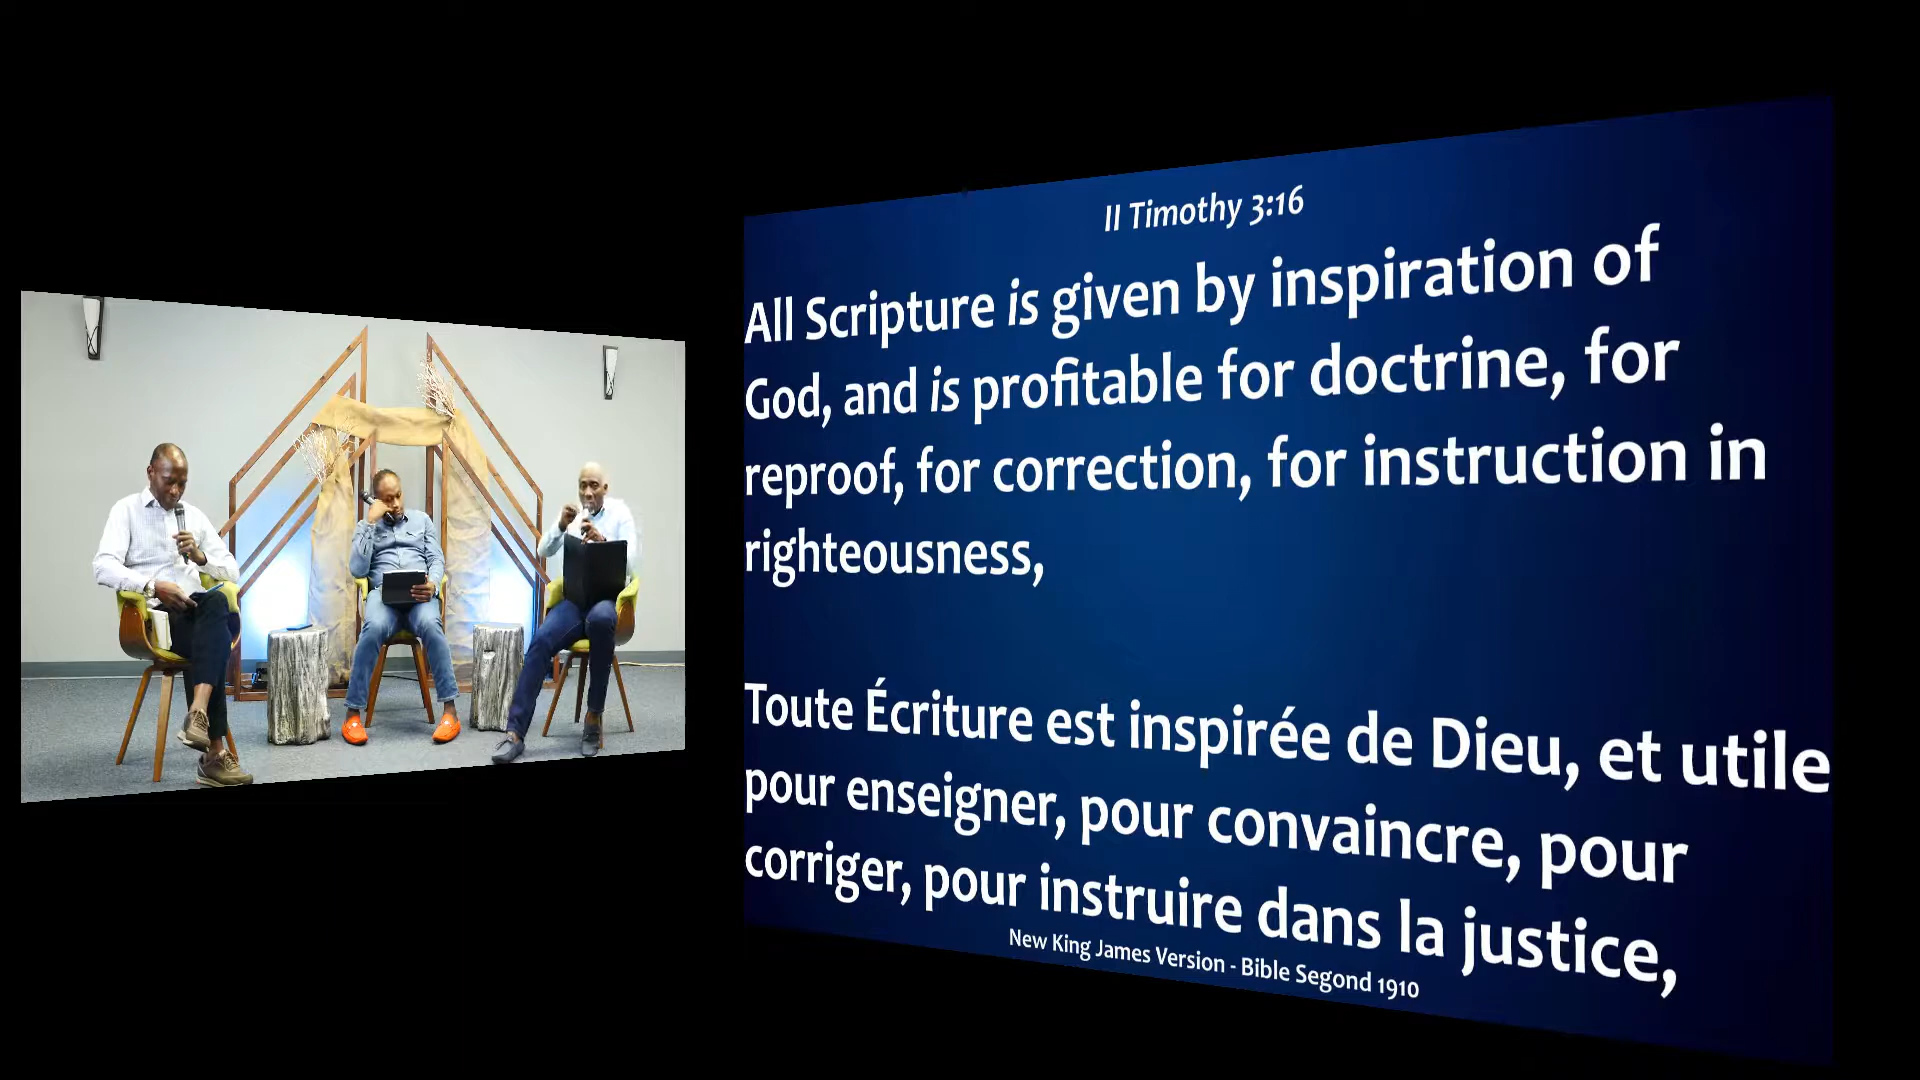 II Timothy 3:16
All Scripture is given by inspiration of
God, and is profitable for doctrine, for
reproof, for correction, for instruction in
righteousness,
Toute Écriture est inspirée de Dieu, et utile
pour enseigner, pour convaincre, pour
corriger, pour instruire dans la justice,
New King James Version - Bible Segond 1910